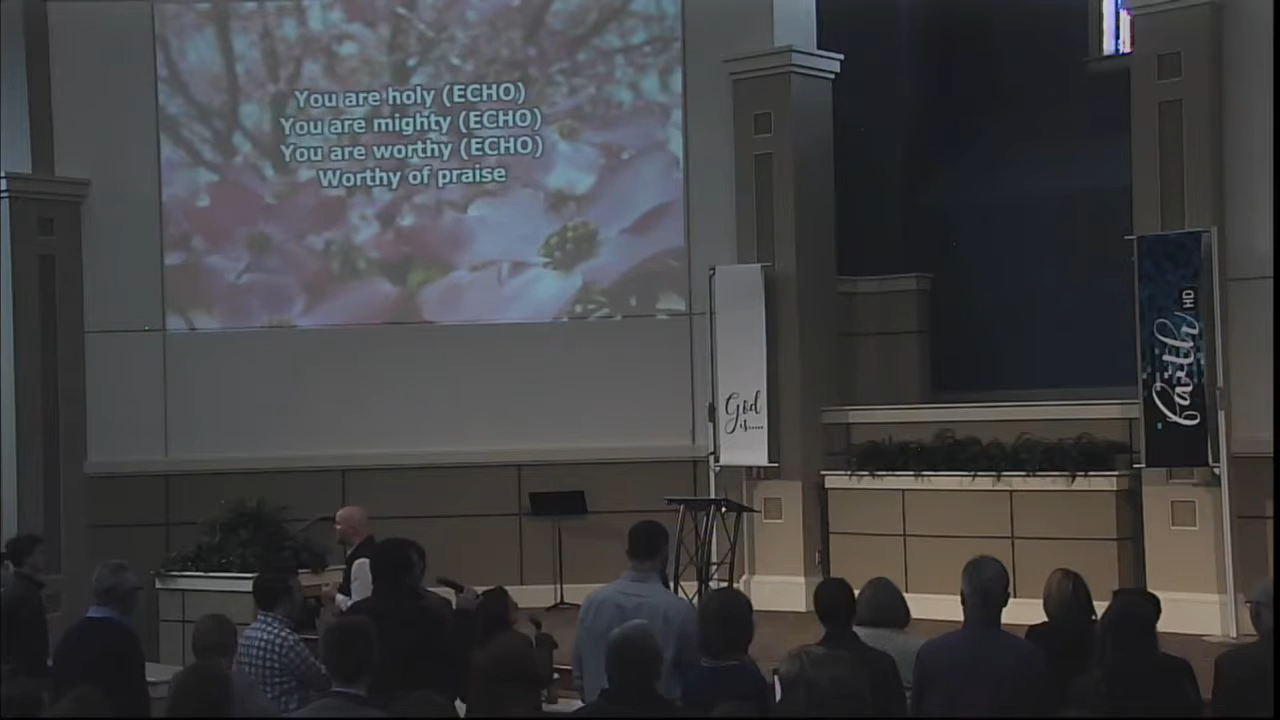 You are holy (ECHO)
You are mighty (ECHO)
You are worthy (ECHO)
Worthy of praise
God
is.....
faith HD